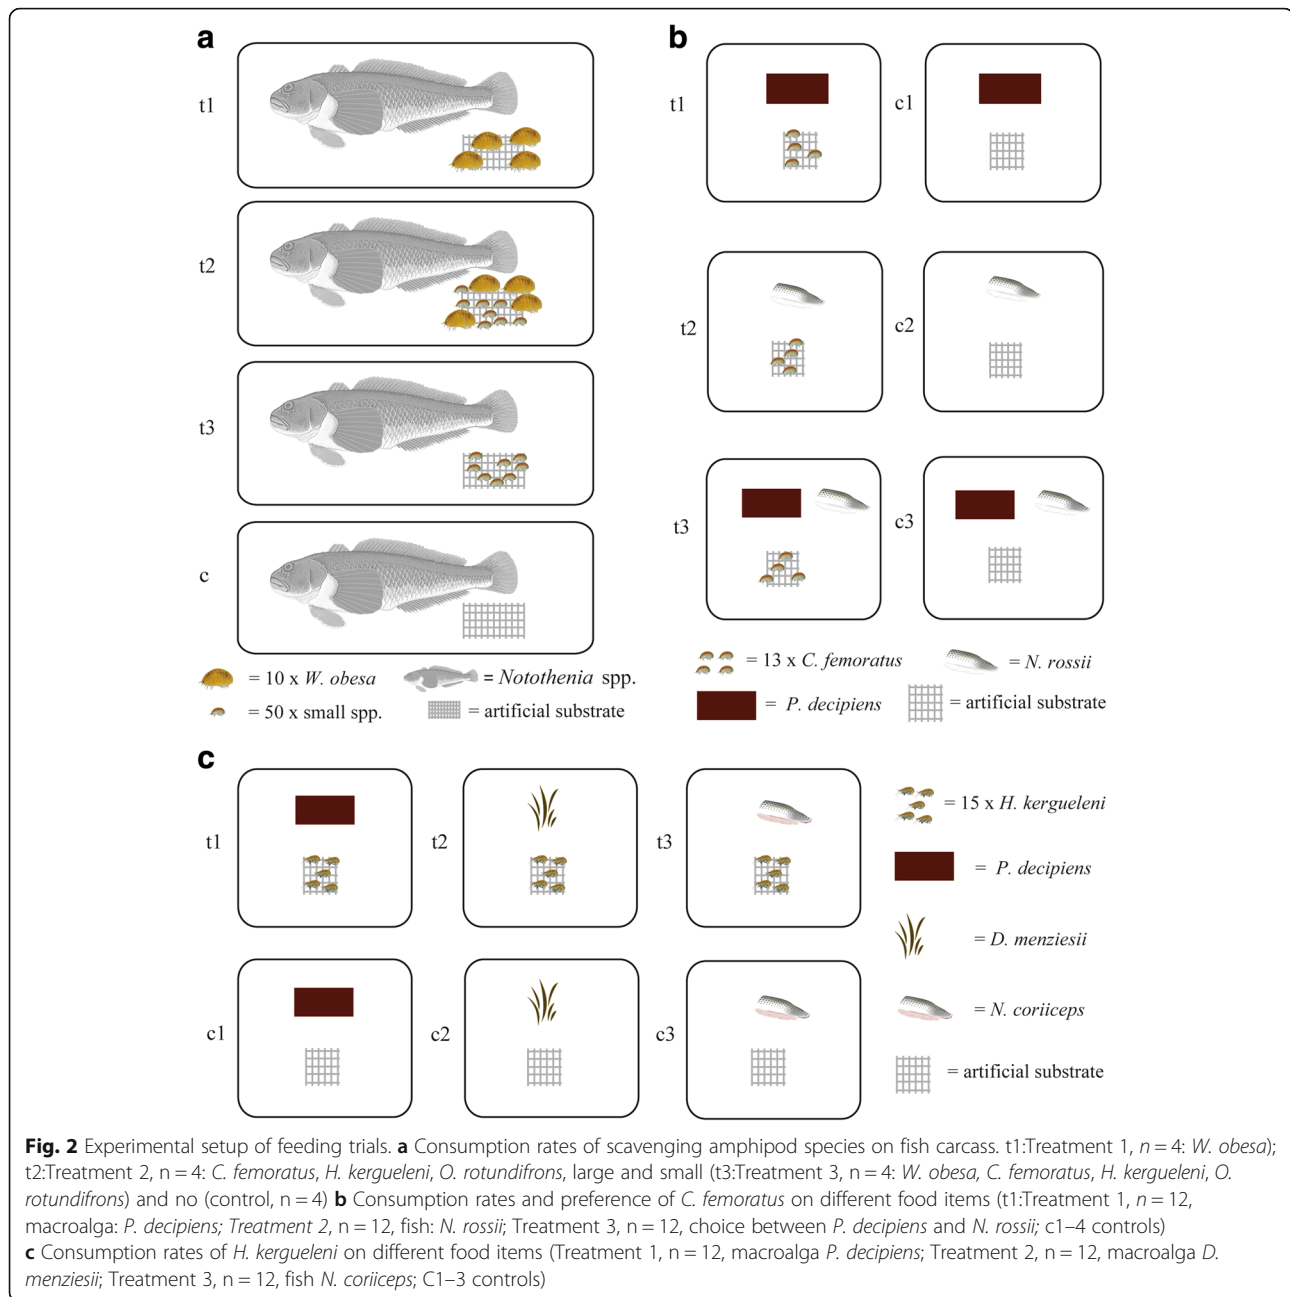 a
t1
t2
t3
c
= 10 x W. obesa
= Notothenia spp.
= 50 x small spp.
= artificial substrate
b
t1
c1
t2
c2
t3
c3
= 13 x C. femoratus
= N. rossii
= P. decipiens
= artificial substrate
c
t1
t2
t3
c1
c2
c3
= 15 x H. kergueleni
= P. decipiens
= D. menziesii
= N. coriiceps
= artificial substrate
Fig. 2 Experimental setup of feeding trials. a Consumption rates of scavenging amphipod species on fish carcass. t1:Treatment 1, n = 4: W. obesa);
t2:Treatment 2, n = 4: C. femoratus, H. kergueleni, O. rotundifrons, large and small (t3:Treatment 3, n = 4: W. obesa, C. femoratus, H. kergueleni, O.
rotundifrons) and no (control, n = 4) b Consumption rates and preference of C. femoratus on different food items (t1:Treatment 1, n = 12,
macroalga: P. decipiens; Treatment 2, n = 12, fish: N. rossii; Treatment 3, n = 12, choice between P. decipiens and N. rossii; c1–4 controls)
c Consumption rates of H. kergueleni on different food items (Treatment 1, n = 12, macroalga P. decipiens; Treatment 2, n = 12, macroalga D.
menziesii; Treatment 3, n = 12, fish N. coriiceps; C1–3 controls)